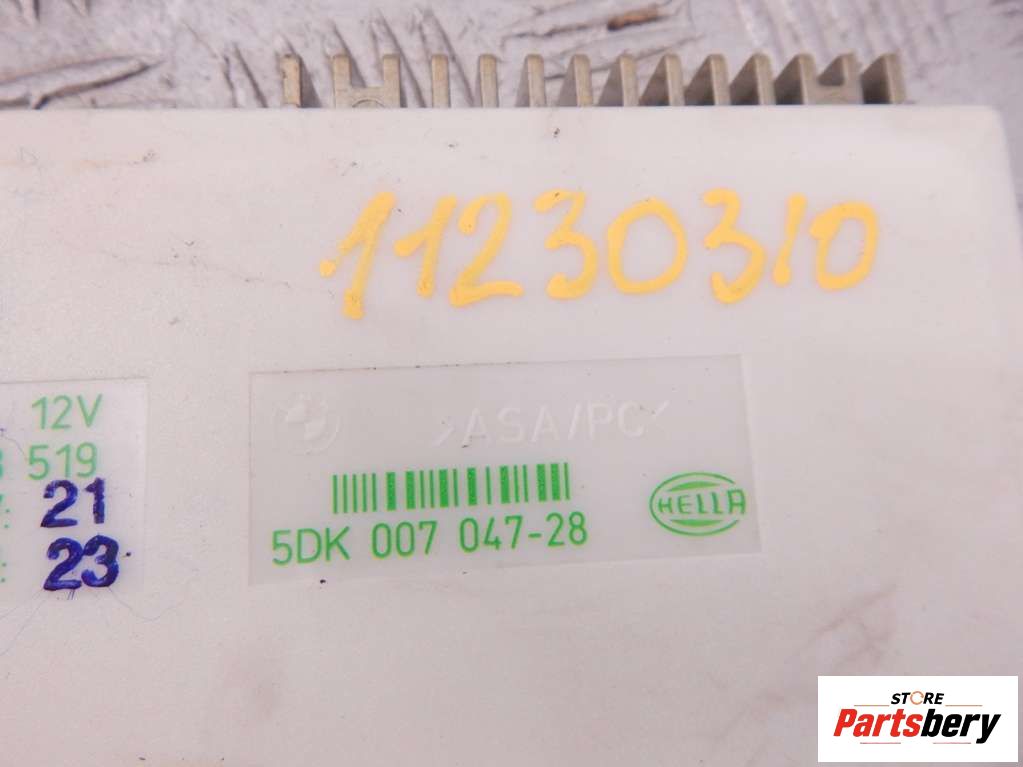 11230310
12V
519
21
23
>ASA/PC<
5DK 007 047-28
HELLA
STORE
Partsbery